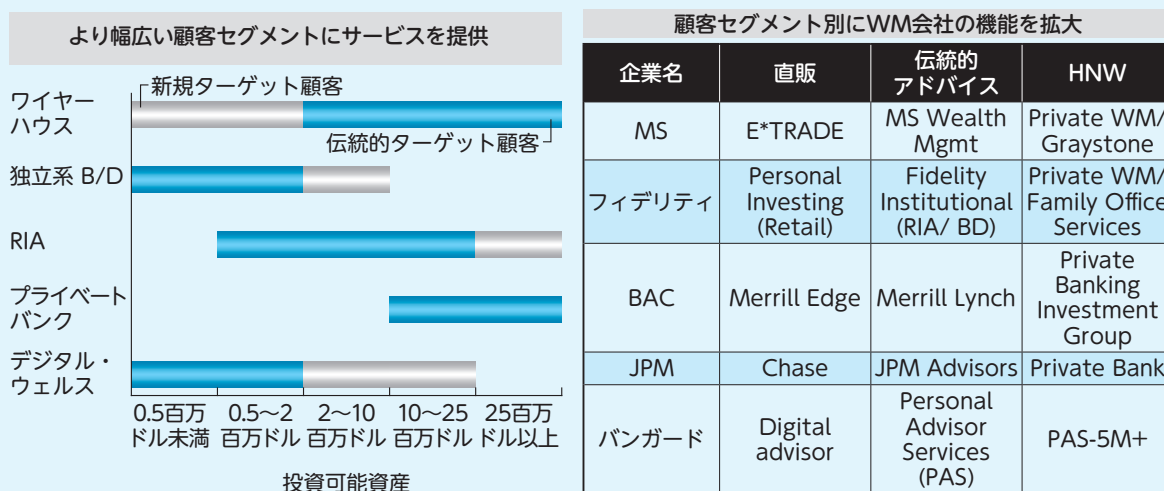 より幅広い顧客セグメントにサービスを提供
新規ターゲット顧客
ワイヤー
ハウス
伝統的ターゲット顧客
独立系 B/D
RIA
プライベート
バンク
デジタル・
ウェルス
0.5百万
ドル未満
0.5～2
百万ドル
2～10
百万ドル
10～25
百万ドル
25百万
ドル以上
投資可能資産
顧客セグメント別にWM会社の機能を拡大
企業名
直販
伝統的
アドバイス
HNW
MS
E*TRADE
MS Wealth
Mgmt
Private WM/
Graystone
フィデリティ
Personal
Investing
(Retail)
Fidelity
Institutional
(RIA/ BD)
Private WM/
Family Office
Services
BAC
Merrill Edge
Merrill Lynch
Private
Banking
Investment
Group
JPM
Chase
JPM Advisors
Private Bank
バンガード
Digital
advisor
Personal
Advisor
Services
(PAS)
PAS-5M+